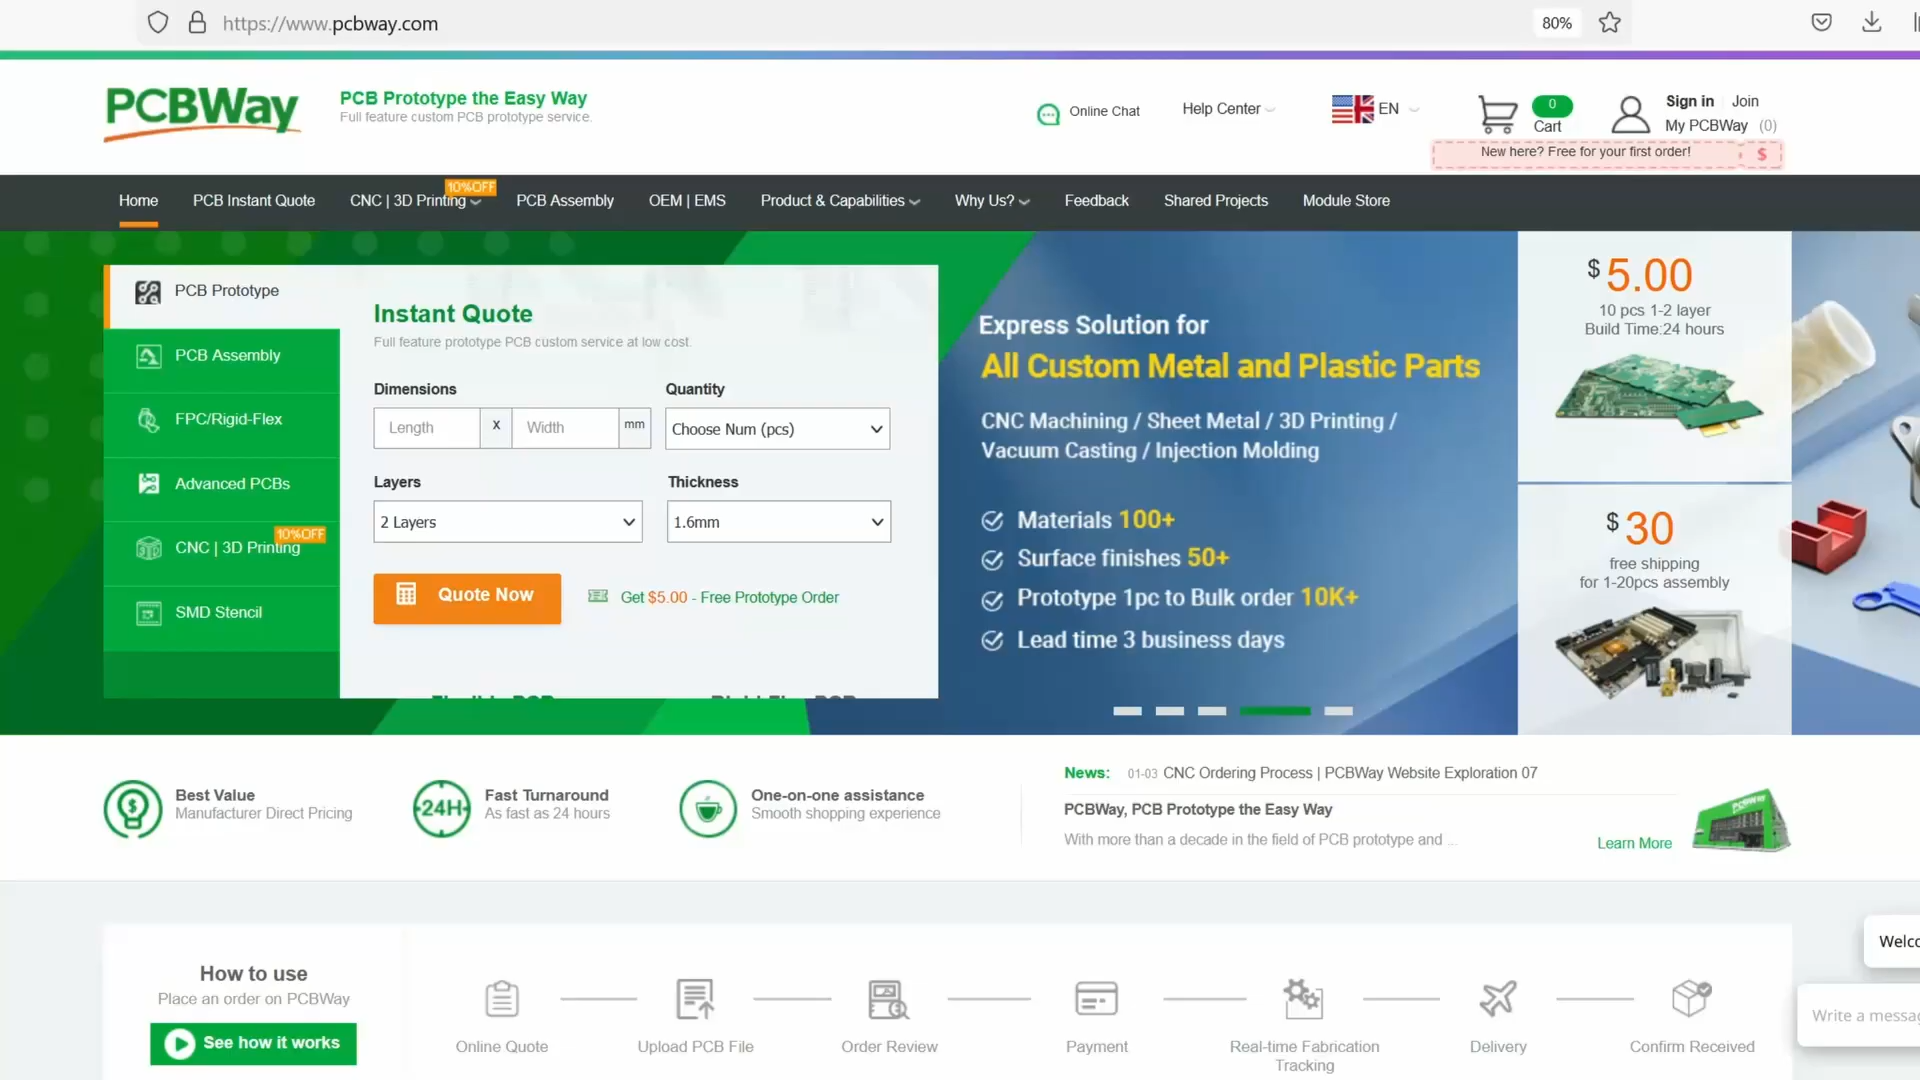 https://www.pcbway.com
80%
PCBWay
PCB Prototype the Easy Way
Full feature custom PCB prototype service.
Online Chat
Help Center
EN
0
Cart
Sign in
Join
My PCBWay (0)
New here? Free for your first order!
$
Home
PCB Instant Quote
CNC | 3D Printing
10%OFF
PCB Assembly
OEM | EMS
Product & Capabilities
Why Us?
Feedback
Shared Projects
Module Store
PCB Prototype
PCB Assembly
FPC/Rigid-Flex
Advanced PCBs
10%OFF
CNC | 3D Printing
SMD Stencil
Instant Quote
Full feature prototype PCB custom service at low cost.
Dimensions
Length
x
Width
mm
Quantity
Choose Num (pcs)
Layers
2 Layers
Thickness
1.6mm
Quote Now
Get $5.00 - Free Prototype Order
Express Solution for
All Custom Metal and Plastic Parts
CNC Machining / Sheet Metal / 3D Printing /
Vacuum Casting / Injection Molding
Materials 100+
Surface finishes 50+
Prototype 1pc to Bulk order 10K+
Lead time 3 business days
$ 5.00
10 pcs 1-2 layer
Build Time:24 hours
$ 30
free shipping
for 1-20pcs assembly
Best Value
Manufacturer Direct Pricing
24H
Fast Turnaround
As fast as 24 hours
One-on-one assistance
Smooth shopping experience
News: 01-03 CNC Ordering Process | PCBWay Website Exploration 07
PCBWay, PCB Prototype the Easy Way
With more than a decade in the field of PCB prototype and ...
Learn More
How to use
Place an order on PCBWay
See how it works
Online Quote
Upload PCB File
Order Review
Payment
Real-time Fabrication
Tracking
Delivery
Confirm Received
Welco
Write a messag